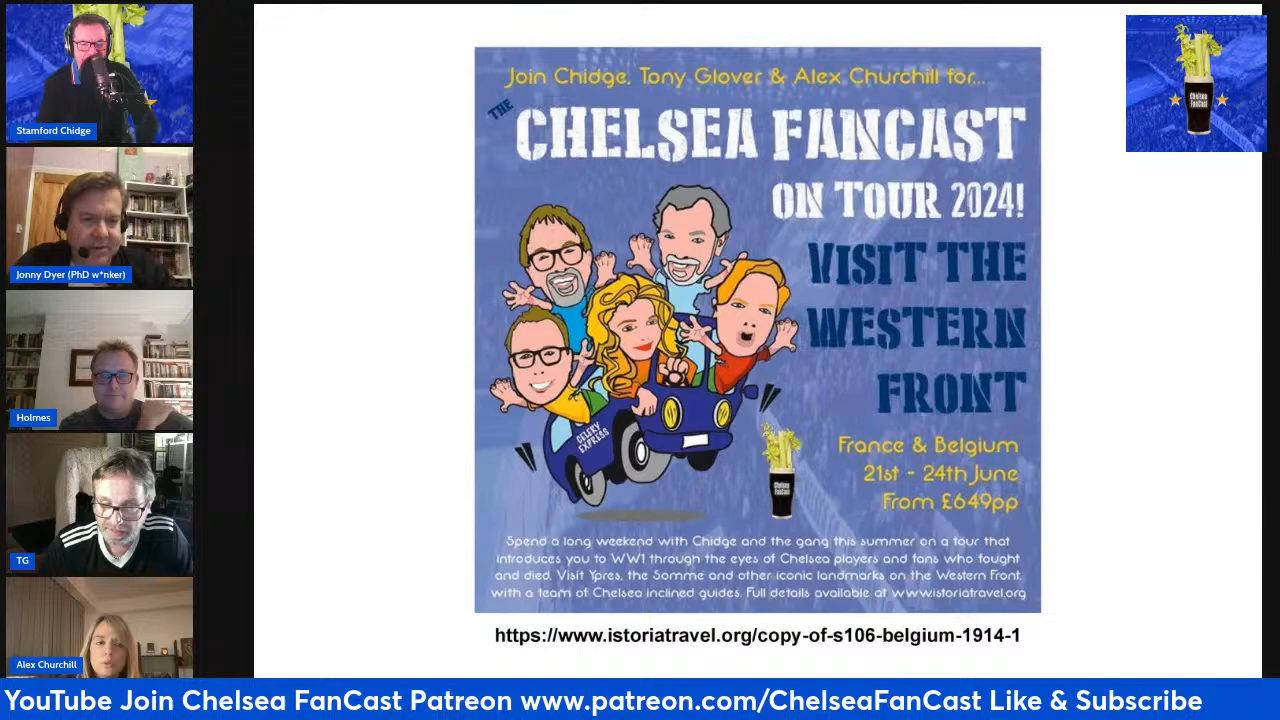 Stamford Chidge
Jonny Dyer (PhD w*nker)
Holmes
TG
Alex Churchill
Join Chidge, Tony Glover & Alex Churchill for...
THE
CHELSEA FANCAST
ON TOUR 2024!
VISIT THE
WESTERN
FRONT
CELERY
EXPRESS
Chelsea
FanCast
France & Belgium
21st - 24th June
From £649pp
Spend a long weekend with Chidge and the gang this summer on a tour that
introduces you to WW1 through the eyes of Chelsea players and fans who fought
and died. Visit Ypres, the Somme and other iconic landmarks on the Western Front,
with a team of Chelsea inclined guides. Full details available at www.istoriatravel.org
https://www.istoriatravel.org/copy-of-s106-belgium-1914-1
Chelsea
FanCast
YouTube Join Chelsea FanCast Patreon www.patreon.com/ChelseaFanCast Like & Subscribe